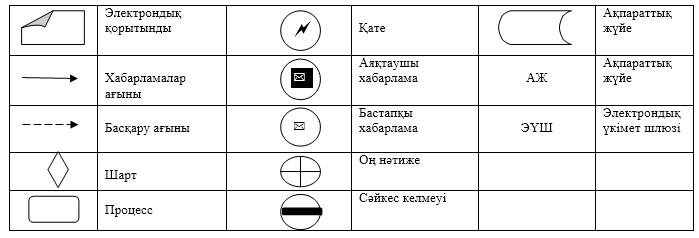 Электрондық
қорытынды
Қате
Ақпараттық
жүйе
Хабарламалар
ағыны
Аяқтаушы
хабарлама
АЖ
Ақпараттық
жүйе
Басқару ағыны
Бастапқы
хабарлама
ЭҮШ
Электрондық
үкімет шлюзі
Шарт
Оң нәтиже
Процесс
Сәйкес келмеуі